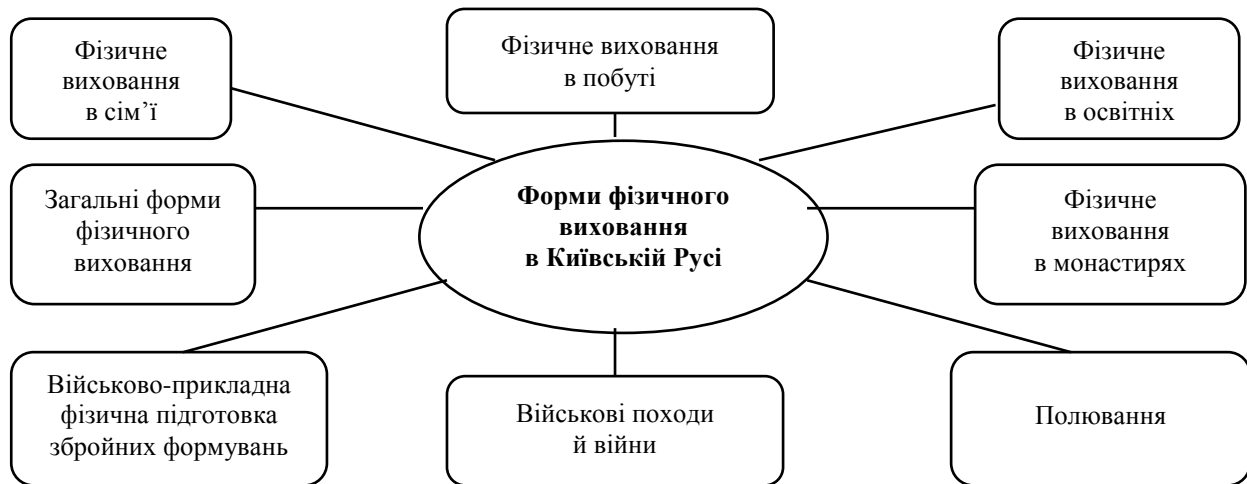 Фізичне
виховання
в сім’ї
Фізичне виховання
в побуті
Фізичне
виховання
в освітніх
Загальні форми
фізичного
виховання
Форми фізичного
виховання
в Київській Русі
Фізичне
виховання
в монастирях
Військово-прикладна
фізична підготовка
збройних формувань
Військові походи
й війни
Полювання